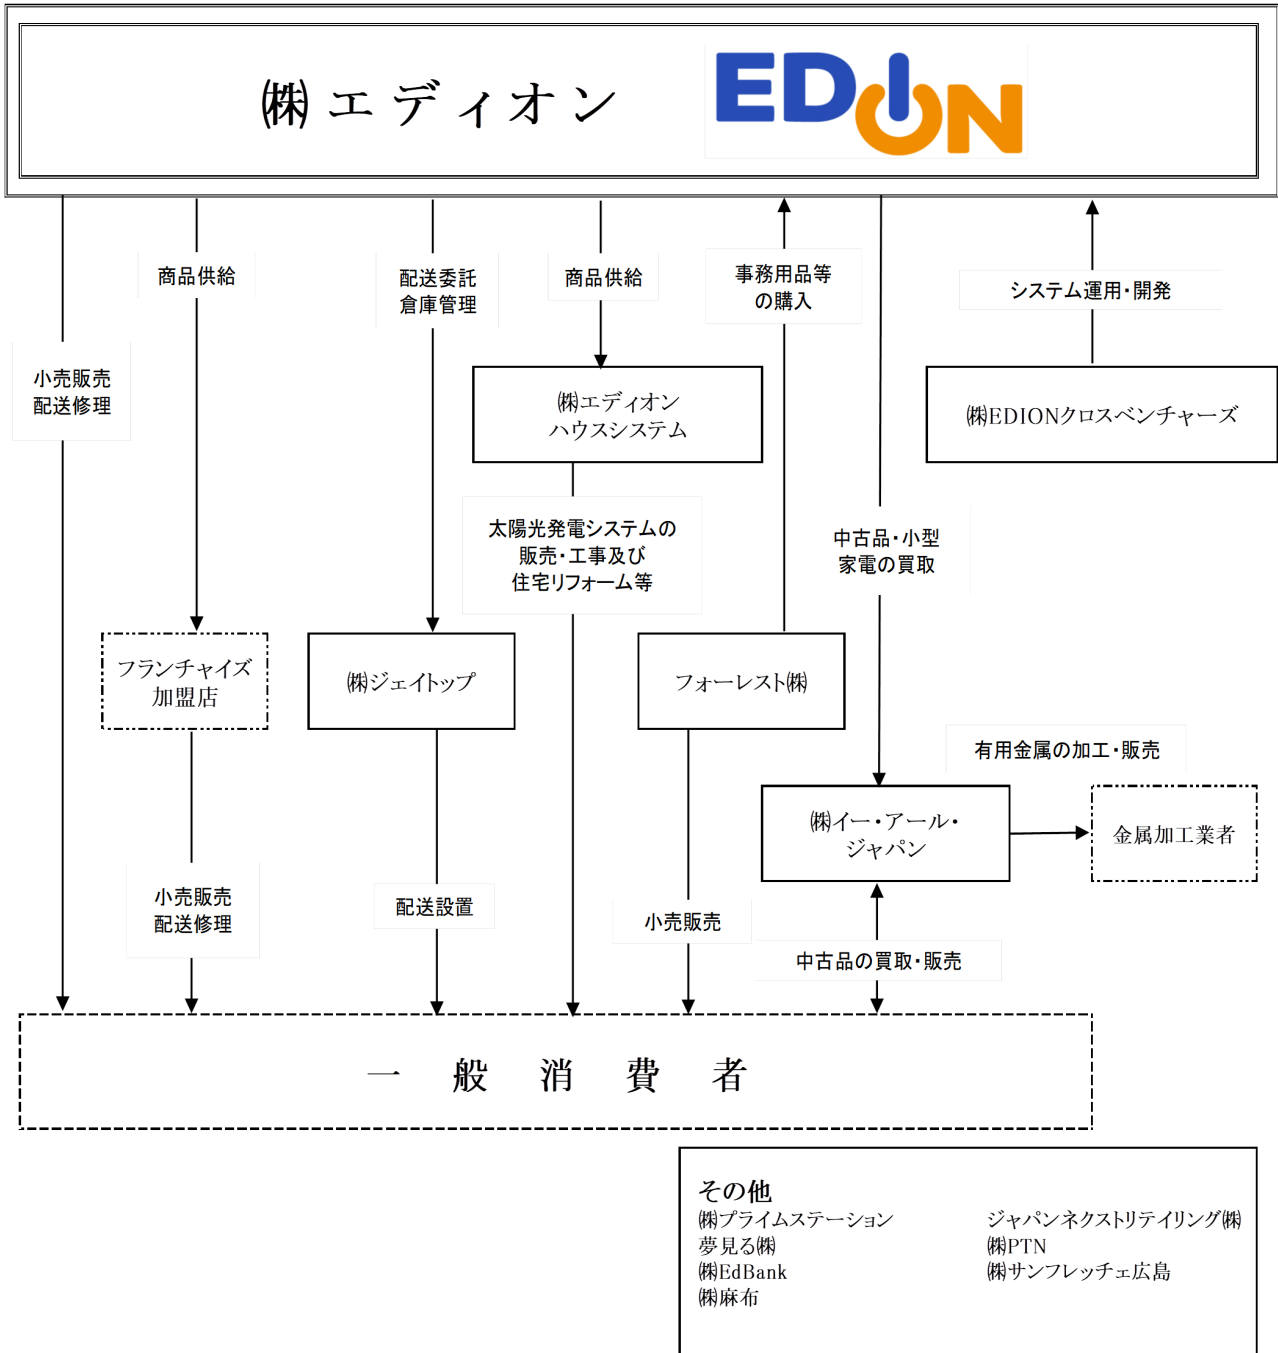 ㈱エディオン
EDION
商品供給
配送委託
倉庫管理
商品供給
事務用品等
の購入
システム運用・開発
小売販売
配送修理
㈱エディオン
ハウスシステム
㈱EDIONクロスベンチャーズ
太陽光発電システムの
販売・工事及び
住宅リフォーム等
中古品・小型
家電の買取
フランチャイズ
加盟店
㈱ジェイトップ
フォーレスト㈱
有用金属の加工・販売
㈱イー・アール・
ジャパン
金属加工業者
小売販売
配送修理
配送設置
小売販売
中古品の買取・販売
一般消費者
その他
㈱プライムステーション
夢見る㈱
㈱EdBank
㈱麻布
ジャパンネクストリテイリング㈱
㈱PTN
㈱サンフレッチェ広島